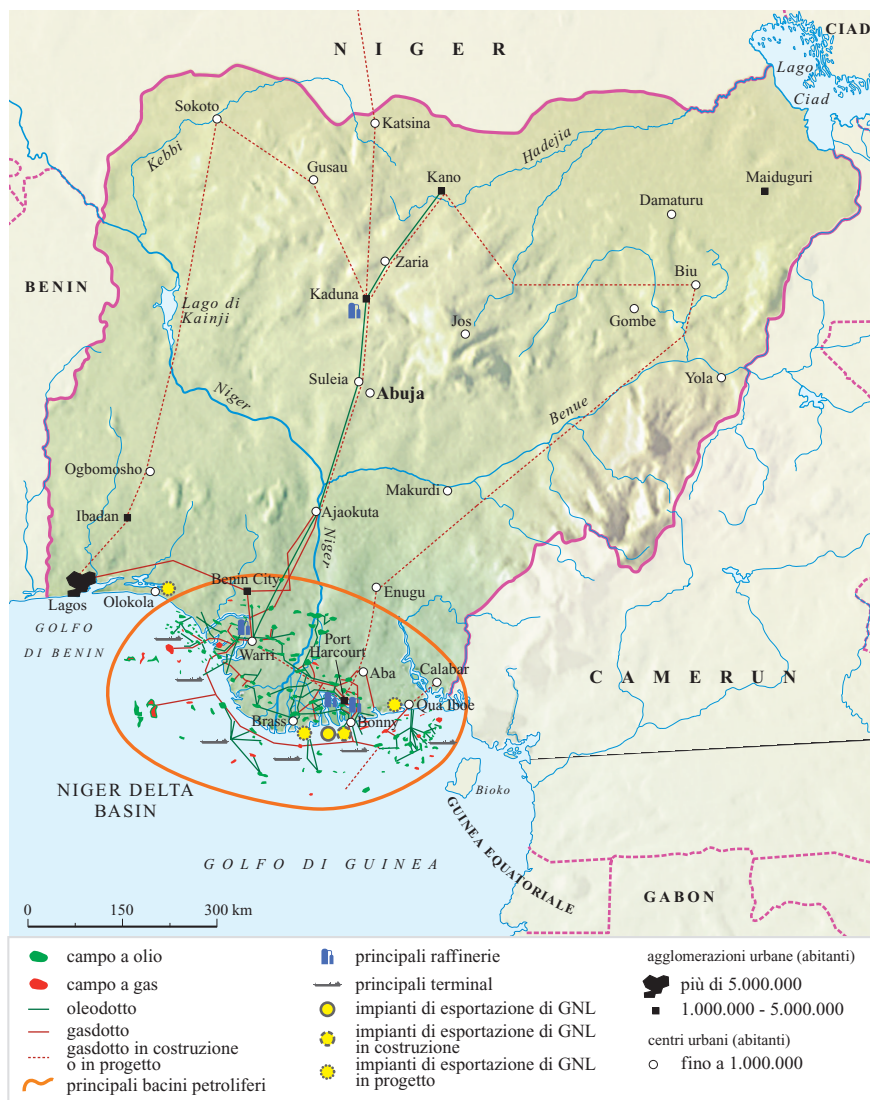 NIGER
CIAD
Lago
Ciad
Sokoto
Katsina
Kebbi
Hadejia
Gusau
Kano
Maiduguri
Damaturu
Zaria
BENIN
Biu
Kaduna
Lago di
Kainji
Jos
Gombe
Suleia
Abuja
Yola
Niger
Benue
Ogbomosho
Makurdi
Ibadan
Ajaokuta
Niger
Benin City
Enugu
Lagos
Olokola
GOLFO
DI BENIN
Warri
Port
Harcourt
Aba
Calabar
CAMERUN
Qua Iboe
Brass
Bonny
NIGER DELTA
BASIN
Bioko
GUINEA EQUATORIALE
GOLFO DI GUINEA
GABON
0 150 300 km
campo a olio
campo a gas
oleodotto
gasdotto
gasdotto in costruzione
o in progetto
principali bacini petroliferi
principali raffinerie
principali terminal
impianti di esportazione di GNL
impianti di esportazione di GNL
in costruzione
impianti di esportazione di GNL
in progetto
agglomerazioni urbane (abitanti)
più di 5.000.000
1.000.000 - 5.000.000
centri urbani (abitanti)
fino a 1.000.000